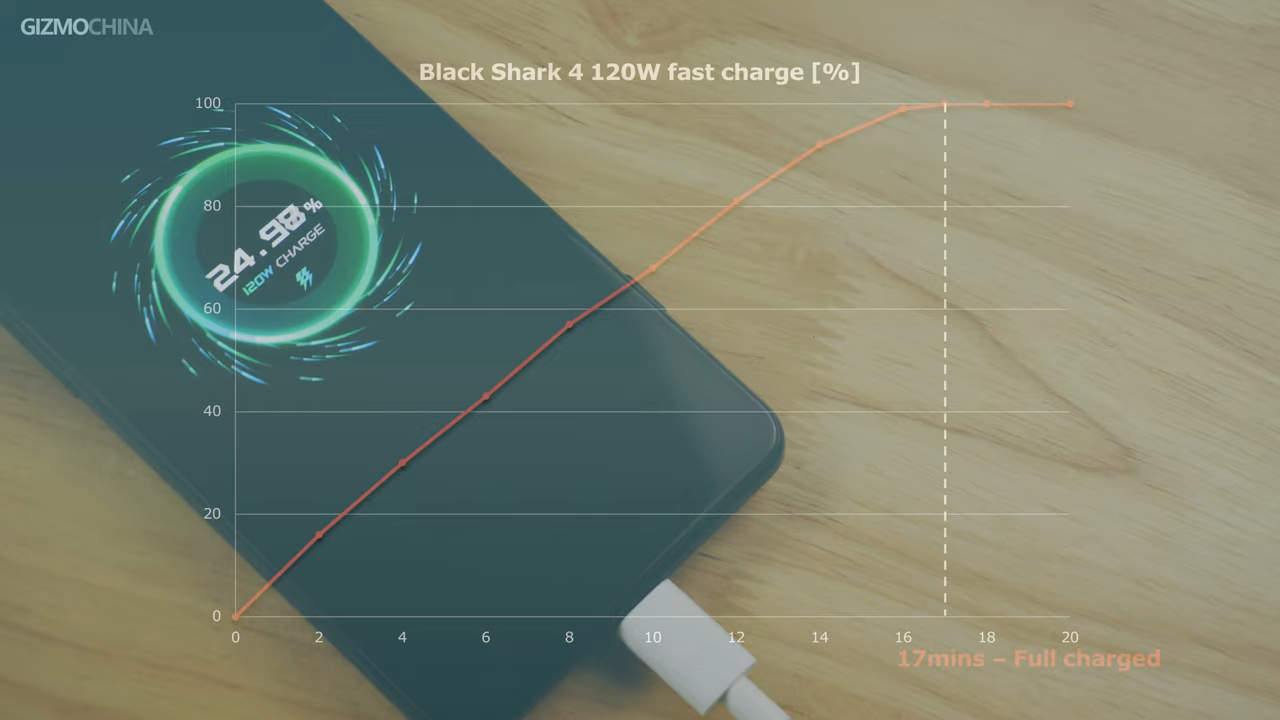 GIZMOCHINA
Black Shark 4 120W fast charge [%]
100
80
60
40
20
0
24.98%
120W CHARGE
0 2 4 6 8 10 12 14 16 18 20
17mins – Full charged